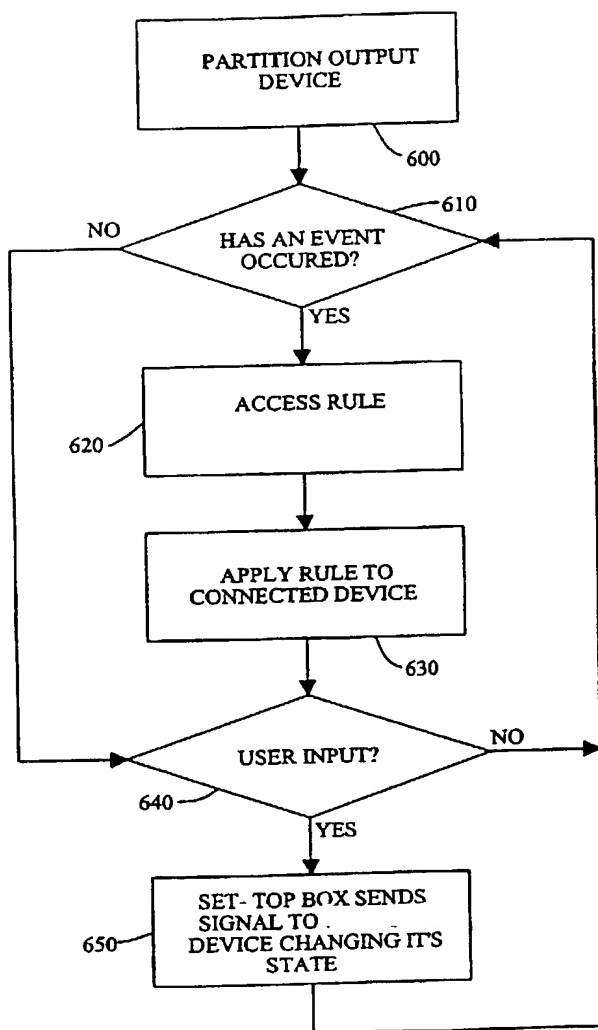 PARTITION OUTPUT
DEVICE
600
610
NO
HAS AN EVENT
OCCURED?
YES
ACCESS RULE
620
APPLY RULE TO
CONNECTED DEVICE
630
USER INPUT?
NO
640
YES
SET-TOP BOX SENDS
SIGNAL TO
DEVICE CHANGING IT'S
STATE
650